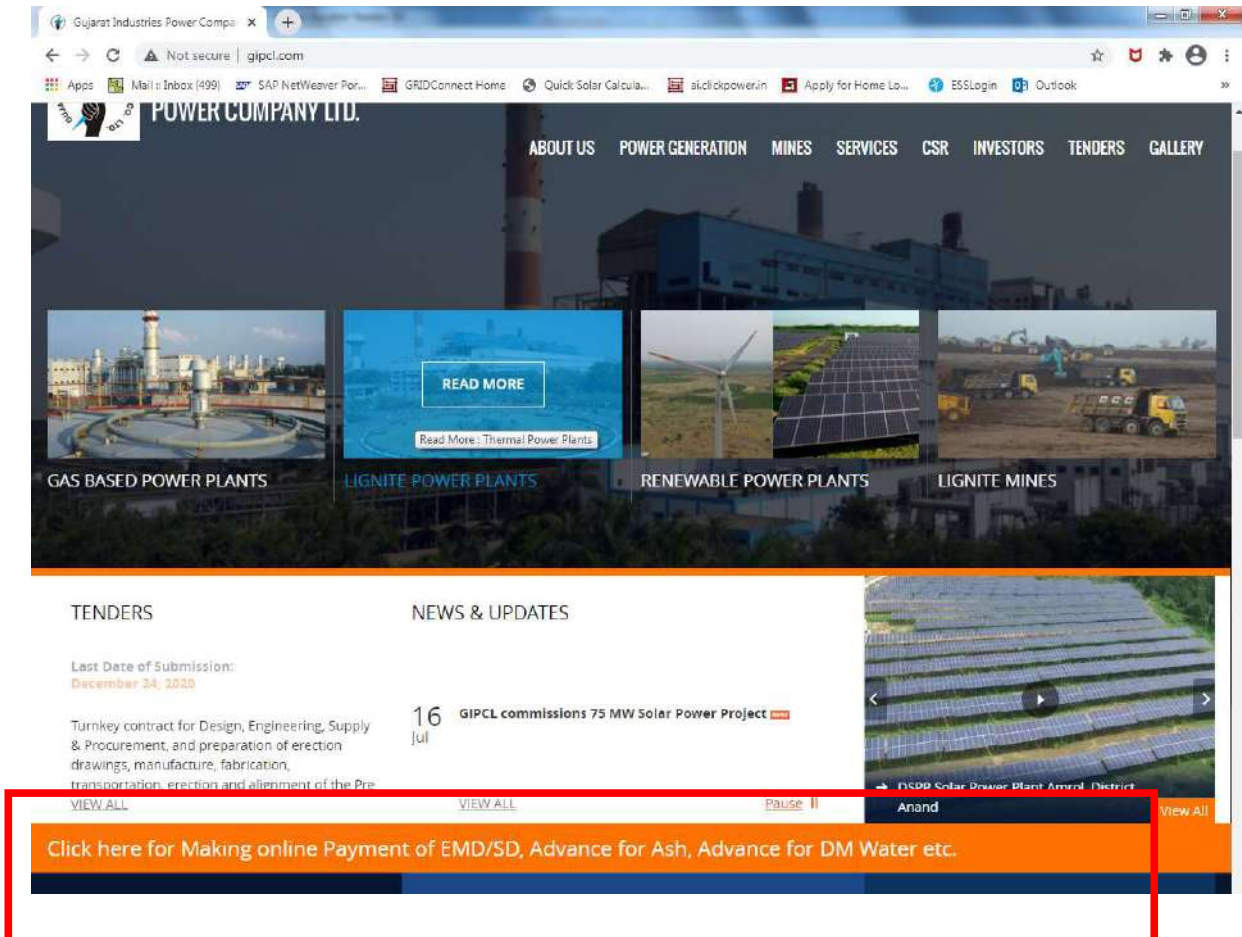 Gujarat Industries Power Compa
Not secure | gipcl.com
Apps Mail :: Inbox (499) SAP NetWeaver Por... GRIDConnect Home Quick Solar Calcula... Apply for Home Lo... ESSLogin Outlook
POWER COMPANY LTD.
ABOUT US POWER GENERATION MINES SERVICES CSR INVESTORS TENDERS GALLERY
READ MORE
Read More : Thermal Power Plants
GAS BASED POWER PLANTS LIGNITE POWER PLANTS RENEWABLE POWER PLANTS LIGNITE MINES
TENDERS
Last Date of Submission:
December 24, 2020
Turnkey contract for Design, Engineering, Supply
& Procurement, and preparation of erection
drawings, manufacture, fabrication,
transportation, erection and alignment of the Pre
VIEW ALL
NEWS & UPDATES
16
Jul
GIPCL commissions 75 MW Solar Power Project
VIEW ALL
Pause
DSPP Solar Power Plant Amrol, District
Anand
View All
Click here for Making online Payment of EMD/SD, Advance for Ash, Advance for DM Water etc.